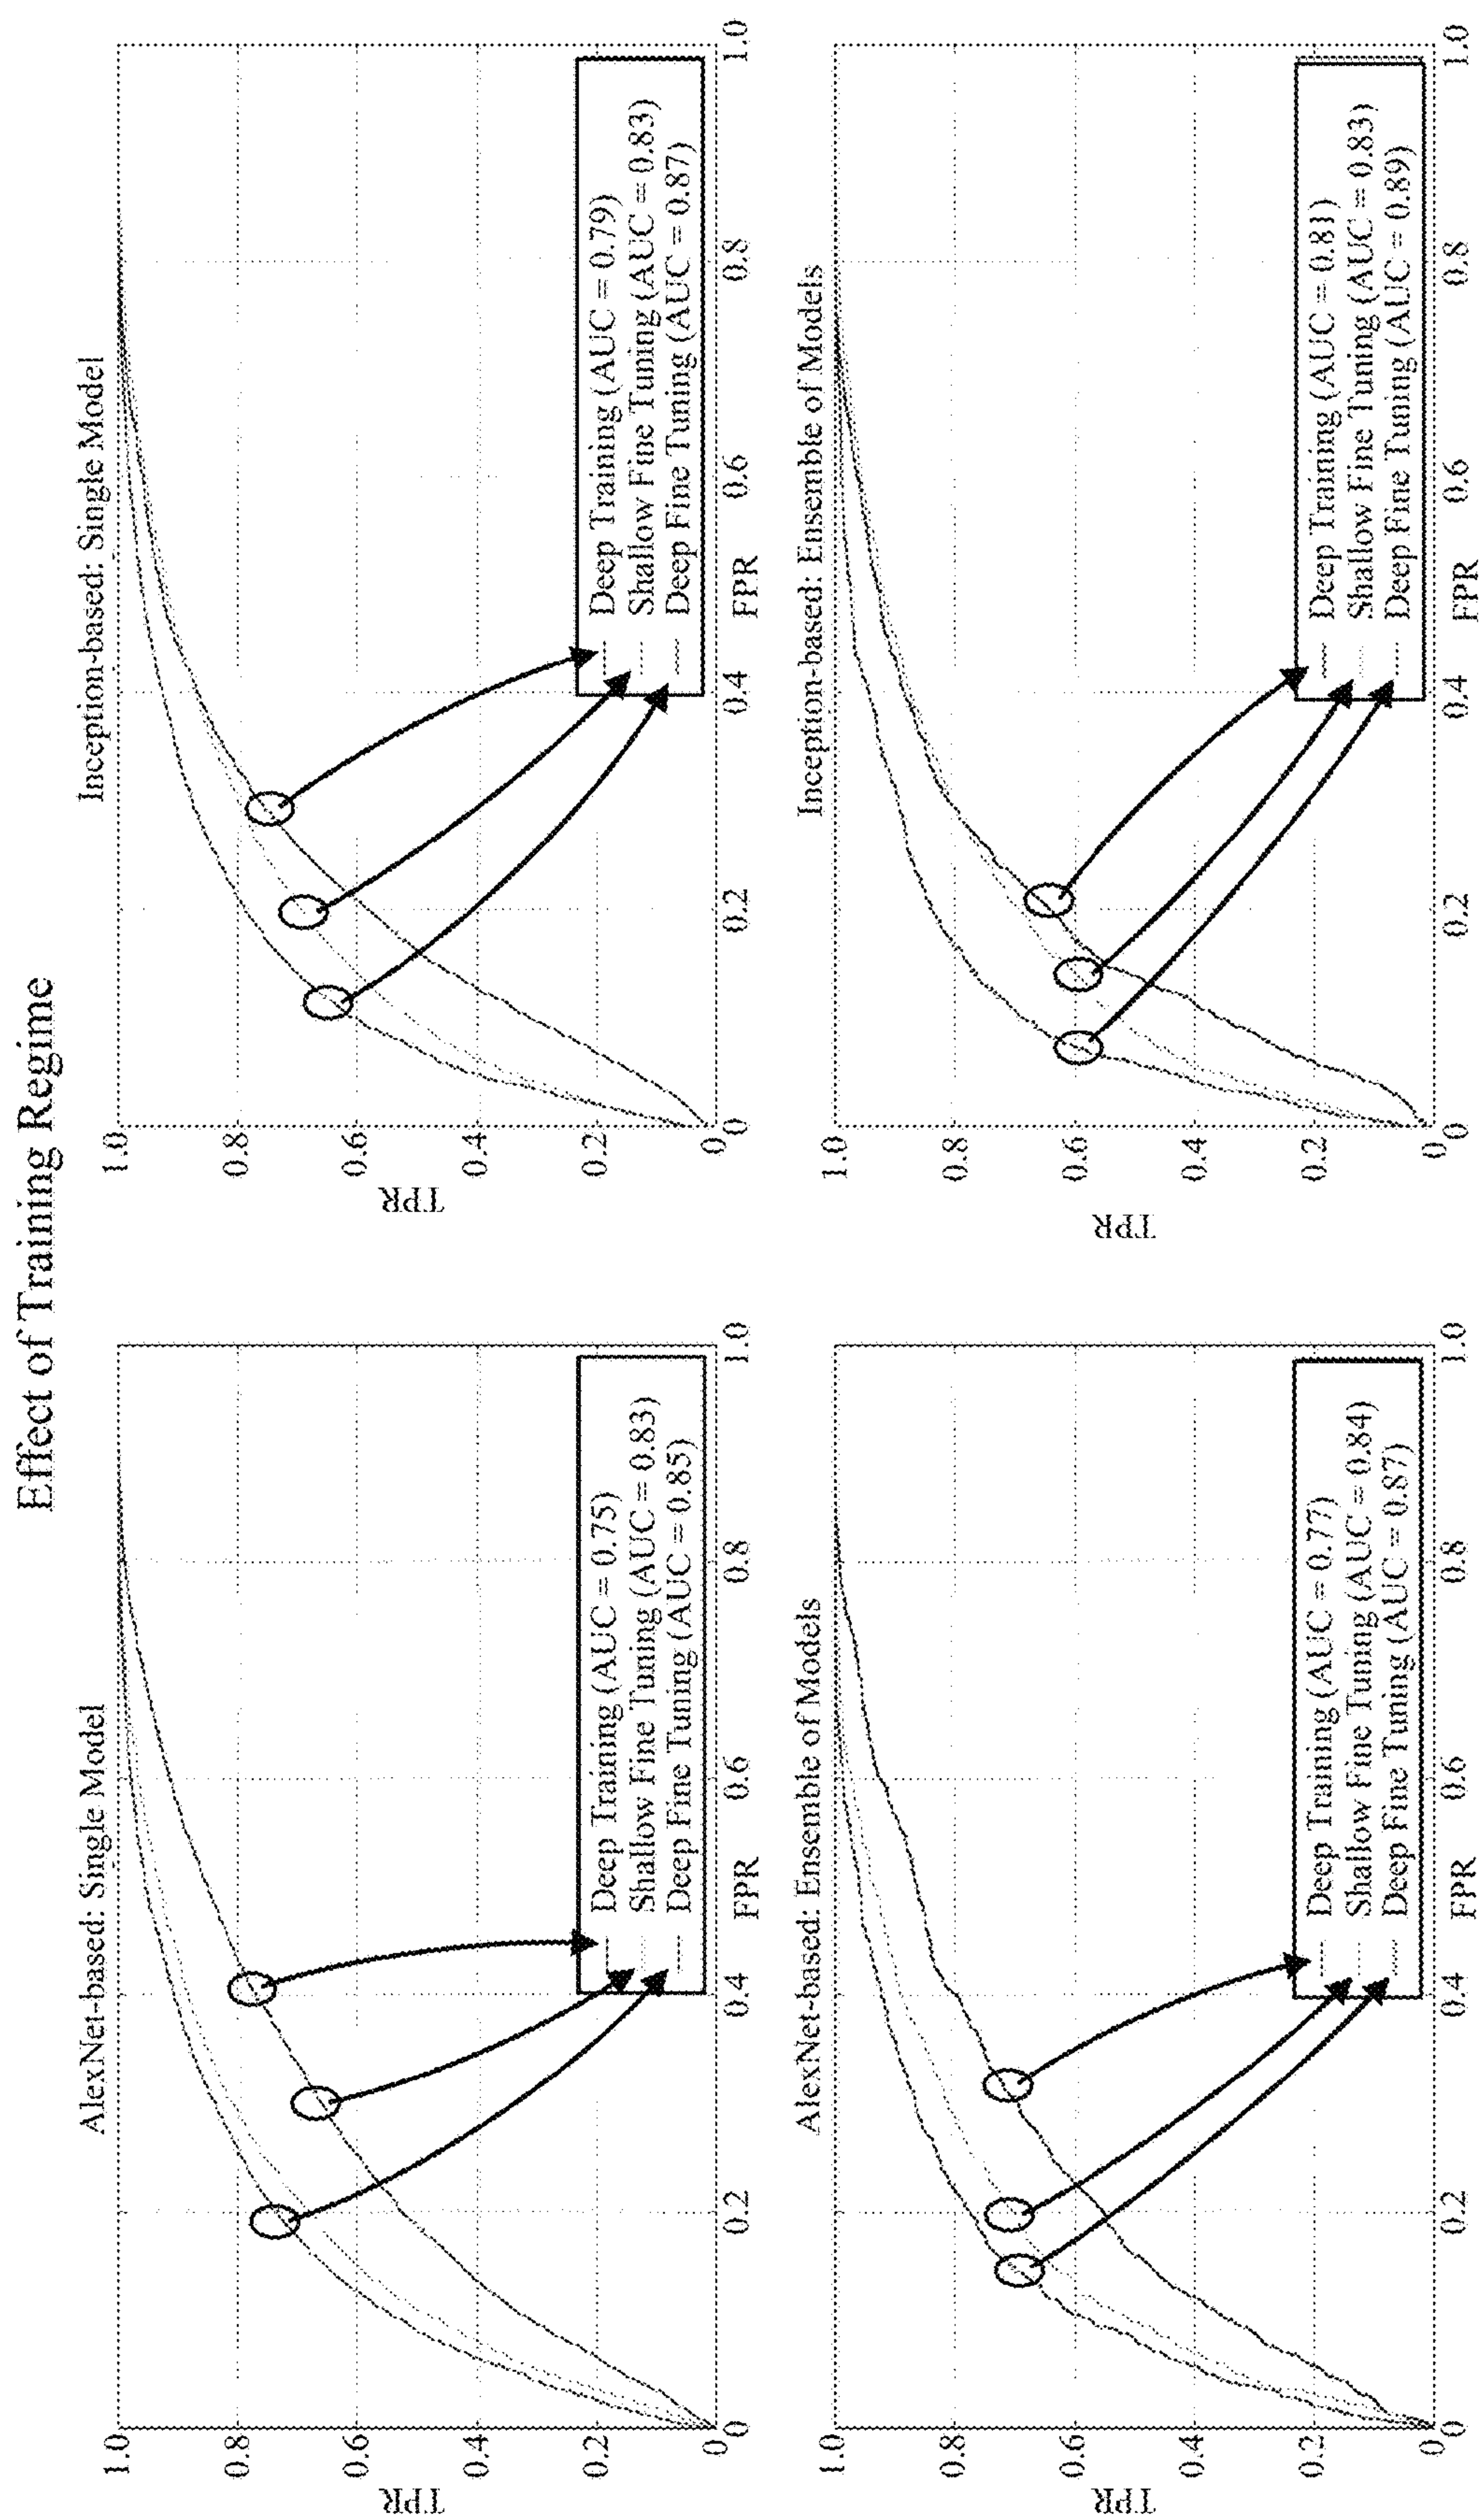 Effect of Training Regime
AlexNet-based: Single Model
TPR
1.0
0.8
0.6
0.4
0.2
0
0
0.2
0.4
0.6
0.8
1.0
FPR
Deep Training (AUC = 0.75)
Shallow Fine Tuning (AUC = 0.83)
Deep Fine Tuning (AUC = 0.85)
Inception-based: Single Model
TPR
1.0
0.8
0.6
0.4
0.2
0
0
0.2
0.4
0.6
0.8
1.0
FPR
Deep Training (AUC = 0.79)
Shallow Fine Tuning (AUC = 0.83)
Deep Fine Tuning (AUC = 0.87)
AlexNet-based: Ensemble of Models
TPR
1.0
0.8
0.6
0.4
0.2
0
0
0.2
0.4
0.6
0.8
1.0
FPR
Deep Training (AUC = 0.77)
Shallow Fine Tuning (AUC = 0.84)
Deep Fine Tuning (AUC = 0.87)
Inception-based: Ensemble of Models
TPR
1.0
0.8
0.6
0.4
0.2
0
0
0.2
0.4
0.6
0.8
1.0
FPR
Deep Training (AUC = 0.81)
Shallow Fine Tuning (AUC = 0.83)
Deep Fine Tuning (AUC = 0.89)